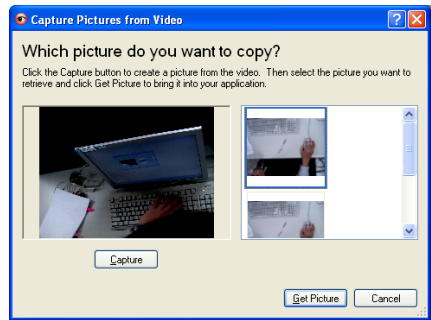 Capture Pictures from Video
Which picture do you want to copy?
Click the Capture button to create a picture from the video. Then select the picture you want to
retrieve and click Get Picture to bring it into your application.
Capture
Get Picture
Cancel